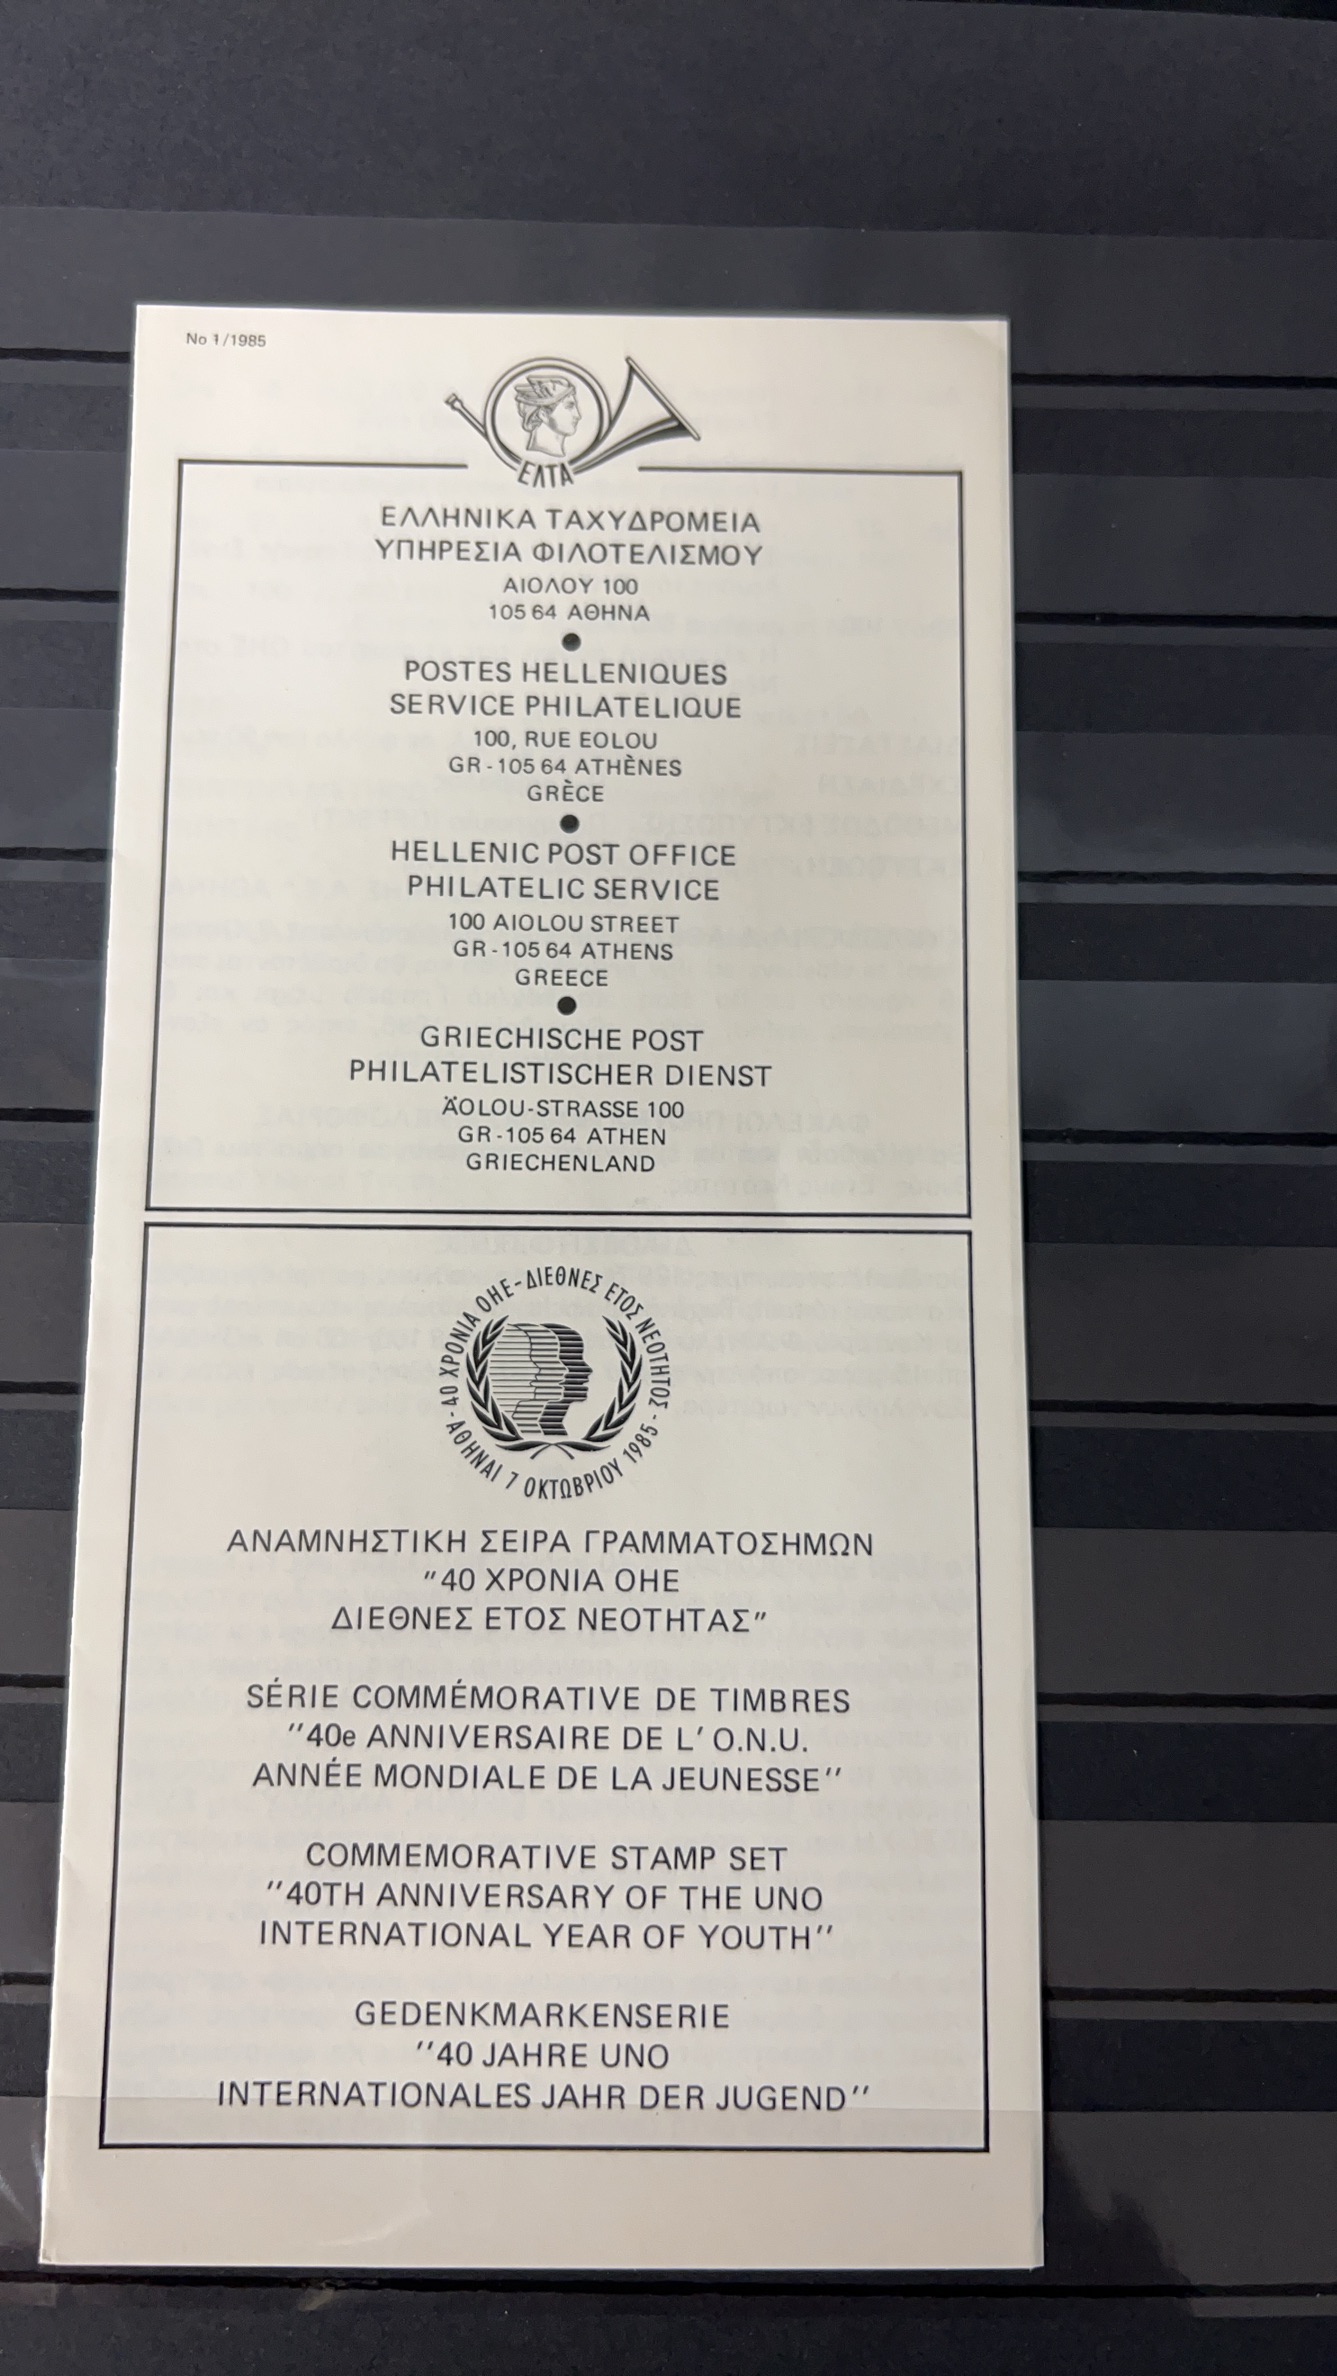 No 1/1985
ΕΛΤΑ
ΕΛΛΗΝΙΚΑ ΤΑΧΥΔΡΟΜΕΙΑ
ΥΠΗΡΕΣΙΑ ΦΙΛΟΤΕΛΙΣΜΟΥ
ΑΙΟΛΟΥ 100
105 64 ΑΘΗΝΑ
POSTES HELLENIQUES
SERVICE PHILATELIQUE
100, RUE EOLOU
GR - 105 64 ATHÈNES
GRÈCE
HELLENIC POST OFFICE
PHILATELIC SERVICE
100 AIOLOU STREET
GR - 105 64 ATHENS
GREECE
GRIECHISCHE POST
PHILATELISTISCHER DIENST
ÄOLOU-STRASSE 100
GR - 105 64 ATHEN
GRIECHENLAND
40 ΧΡΟΝΙΑ ΟΗΕ - ΔΙΕΘΝΕΣ ΕΤΟΣ ΝΕΟΤΗΤΟΣ -
- ΑΘΗΝΑΙ 7 ΟΚΤΩΒΡΙΟΥ 1985
ΑΝΑΜΝΗΣΤΙΚΗ ΣΕΙΡΑ ΓΡΑΜΜΑΤΟΣΗΜΩΝ
"40 ΧΡΟΝΙΑ ΟΗΕ
ΔΙΕΘΝΕΣ ΕΤΟΣ ΝΕΟΤΗΤΑΣ"
SÉRIE COMMÉMORATIVE DE TIMBRES
''40e ANNIVERSAIRE DE L' O.N.U.
ANNÉE MONDIALE DE LA JEUNESSE''
COMMEMORATIVE STAMP SET
''40TH ANNIVERSARY OF THE UNO
INTERNATIONAL YEAR OF YOUTH''
GEDENKMARKENSERIE
''40 JAHRE UNO
INTERNATIONALES JAHR DER JUGEND''